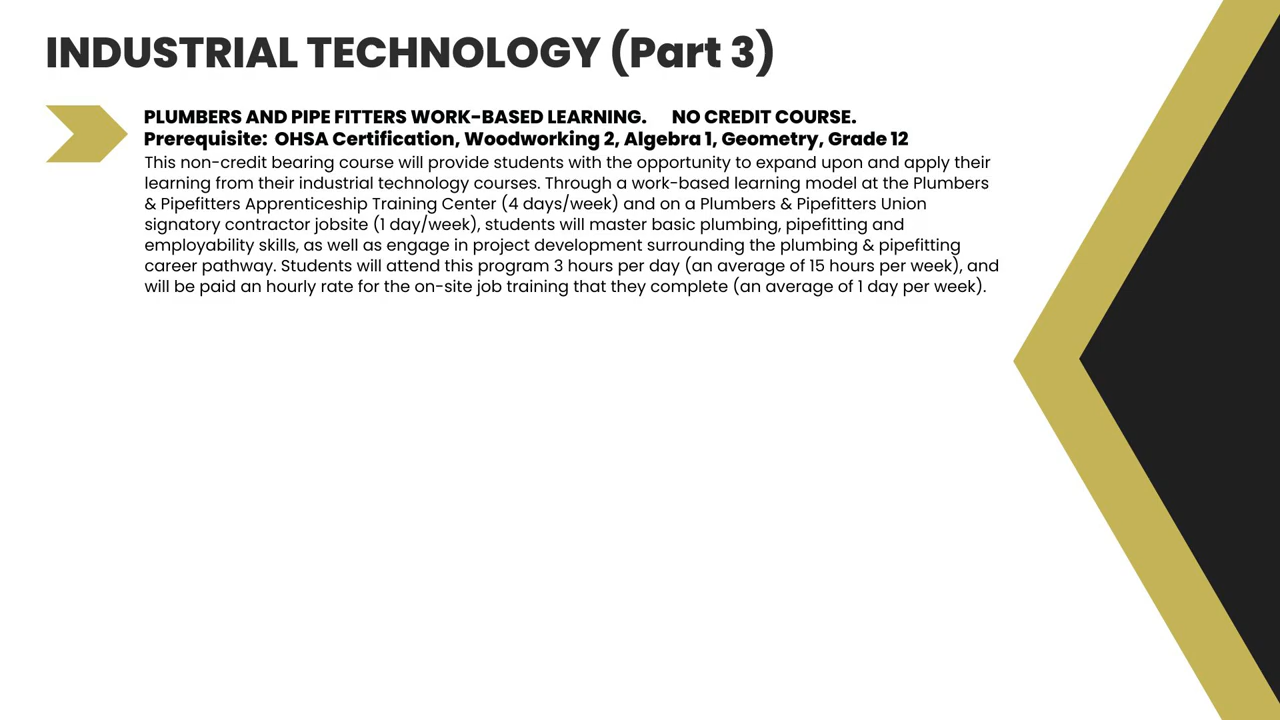 INDUSTRIAL TECHNOLOGY (Part 3)
PLUMBERS AND PIPE FITTERS WORK-BASED LEARNING. NO CREDIT COURSE.
Prerequisite: OHSA Certification, Woodworking 2, Algebra 1, Geometry, Grade 12
This non-credit bearing course will provide students with the opportunity to expand upon and apply their
learning from their industrial technology courses. Through a work-based learning model at the Plumbers
& Pipefitters Apprenticeship Training Center (4 days/week) and on a Plumbers & Pipefitters Union
signatory contractor jobsite (1 day/week), students will master basic plumbing, pipefitting and
employability skills, as well as engage in project development surrounding the plumbing & pipefitting
career pathway. Students will attend this program 3 hours per day (an average of 15 hours per week), and
will be paid an hourly rate for the on-site job training that they complete (an average of 1 day per week).